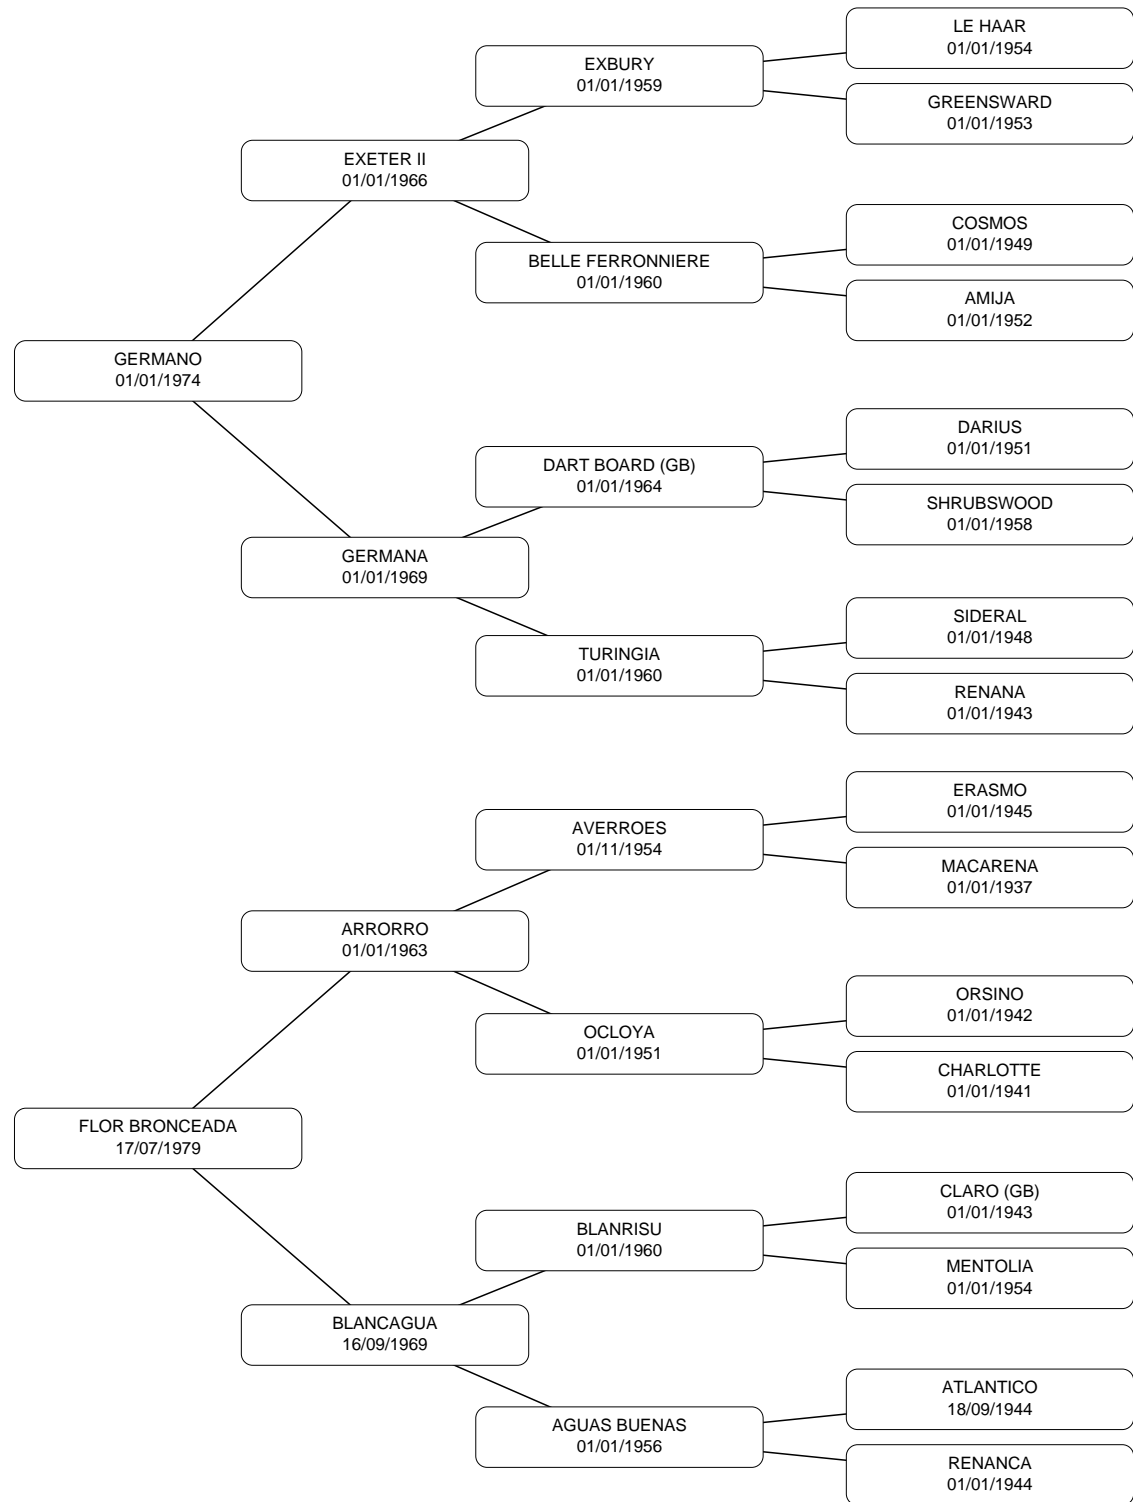 LE HAAR
01/01/1954
EXBURY
01/01/1959
GREENSWARD
01/01/1953
EXETER II
01/01/1966
COSMOS
01/01/1949
BELLE FERRONNIERE
01/01/1960
AMIJA
01/01/1952
GERMANO
01/01/1974
DARIUS
01/01/1951
DART BOARD (GB)
01/01/1964
SHRUBSWOOD
01/01/1958
GERMANA
01/01/1969
SIDERAL
01/01/1948
TURINGIA
01/01/1960
RENANA
01/01/1943
ERASMO
01/01/1945
AVERROES
01/11/1954
MACARENA
01/01/1937
ARRORRO
01/01/1963
ORSINO
01/01/1942
OCLOYA
01/01/1951
CHARLOTTE
01/01/1941
FLOR BRONCEADA
17/07/1979
CLARO (GB)
01/01/1943
BLANRISU
01/01/1960
MENTOLIA
01/01/1954
BLANCAGUA
16/09/1969
ATLANTICO
18/09/1944
AGUAS BUENAS
01/01/1956
RENANCA
01/01/1944